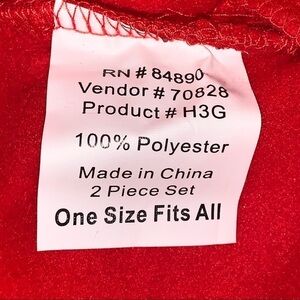 RN # 84890
Vendor # 70828
Product # H3G
100% Polyester
Made in China
2 Piece Set
One Size Fits All